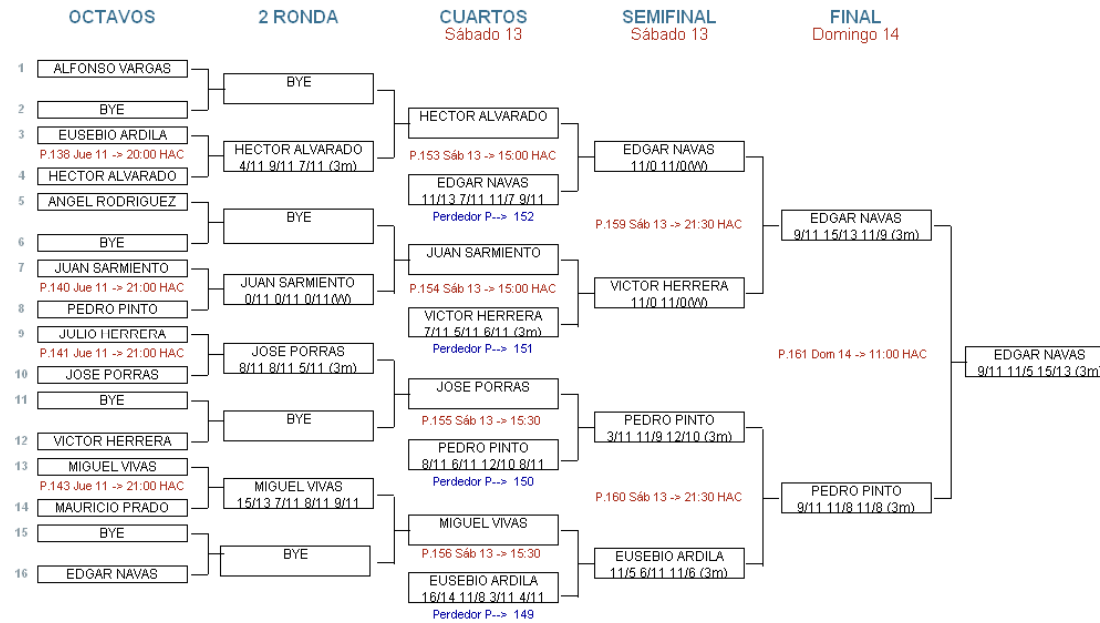 OCTAVOS
2 RONDA
CUARTOS
Sábado 13
SEMIFINAL
Sábado 13
FINAL
Domingo 14
1 ALFONSO VARGAS
2 BYE
3 EUSEBIO ARDILA
P.138 Jue 11 -> 20:00 HAC
4 HECTOR ALVARADO
5 ANGEL RODRIGUEZ
6 BYE
7 JUAN SARMIENTO
P.140 Jue 11 -> 21:00 HAC
8 PEDRO PINTO
9 JULIO HERRERA
P.141 Jue 11 -> 21:00 HAC
10 JOSE PORRAS
11 BYE
12 VICTOR HERRERA
13 MIGUEL VIVAS
P.143 Jue 11 -> 21:00 HAC
14 MAURICIO PRADO
15 BYE
16 EDGAR NAVAS
BYE
HECTOR ALVARADO
4/11 9/11 7/11 (3m)
BYE
JUAN SARMIENTO
0/11 0/11 0/11(W)
JOSE PORRAS
8/11 8/11 5/11 (3m)
BYE
MIGUEL VIVAS
15/13 7/11 8/11 9/11
BYE
HECTOR ALVARADO
P.153 Sáb 13 -> 15:00 HAC
EDGAR NAVAS
11/13 7/11 11/7 9/11
Perdedor P--> 152
JUAN SARMIENTO
P.154 Sáb 13 -> 15:00 HAC
VICTOR HERRERA
7/11 5/11 6/11 (3m)
Perdedor P--> 151
JOSE PORRAS
P.155 Sáb 13 -> 15:30
PEDRO PINTO
8/11 6/11 12/10 8/11
Perdedor P--> 150
MIGUEL VIVAS
P.156 Sáb 13 -> 15:30
EUSEBIO ARDILA
16/14 11/8 3/11 4/11
Perdedor P--> 149
EDGAR NAVAS
11/0 11/0(W)
P.159 Sáb 13 -> 21:30 HAC
VICTOR HERRERA
11/0 11/0(W)
PEDRO PINTO
3/11 11/9 12/10 (3m)
P.160 Sáb 13 -> 21:30 HAC
EUSEBIO ARDILA
11/5 6/11 11/6 (3m)
EDGAR NAVAS
9/11 15/13 11/9 (3m)
P.161 Dom 14 -> 11:00 HAC
PEDRO PINTO
9/11 11/8 11/8 (3m)
EDGAR NAVAS
9/11 11/5 15/13 (3m)